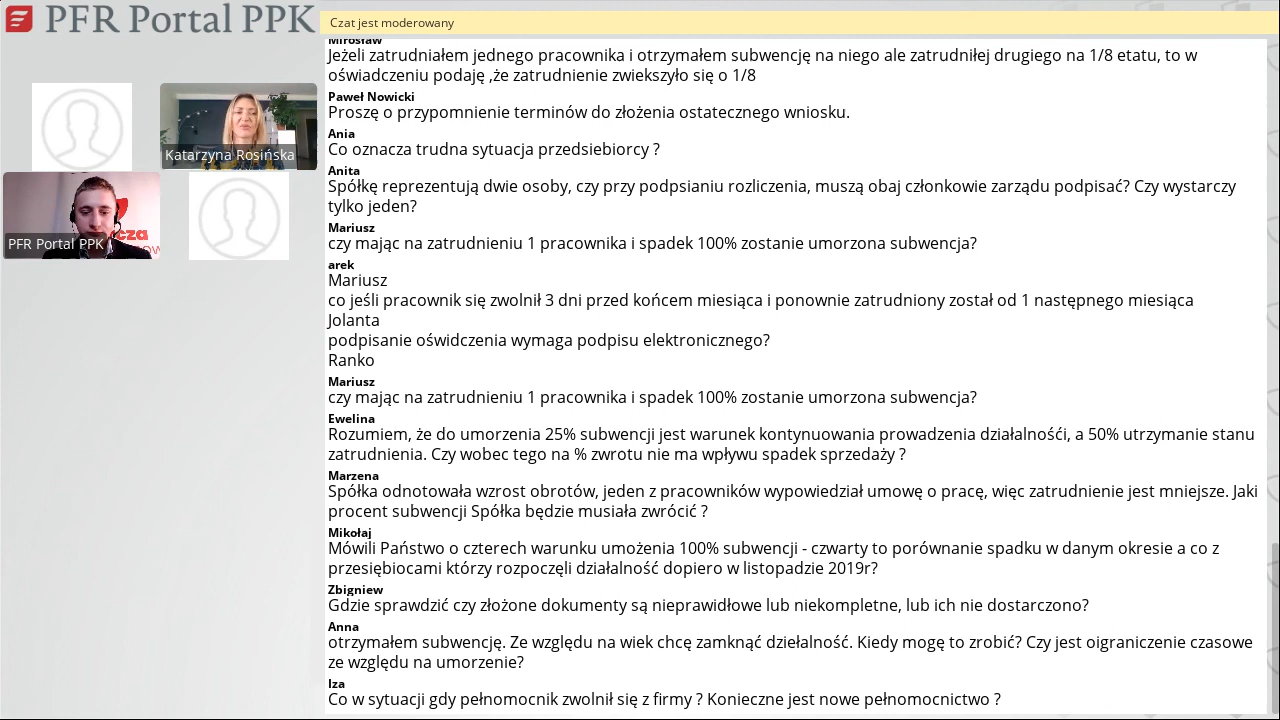 PFR Portal PPK
Czat jest moderowany
Katarzyna Rosińska
PFR Portal PPK
cza
ow
Mirosław
Jeżeli zatrudniałem jednego pracownika i otrzymałem subwencję na niego ale zatrudniłej drugiego na 1/8 etatu, to w
oświadczeniu podaję ,że zatrudnienie zwiekszyło się o 1/8
Paweł Nowicki
Proszę o przypomnienie terminów do złożenia ostatecznego wniosku.
Ania
Co oznacza trudna sytuacja przedsiebiorcy ?
Anita
Spółkę reprezentują dwie osoby, czy przy podpsianiu rozliczenia, muszą obaj członkowie zarządu podpisać? Czy wystarczy
tylko jeden?
Mariusz
czy mając na zatrudnieniu 1 pracownika i spadek 100% zostanie umorzona subwencja?
arek
Mariusz
co jeśli pracownik się zwolnił 3 dni przed końcem miesiąca i ponownie zatrudniony został od 1 następnego miesiąca
Jolanta
podpisanie oświdczenia wymaga podpisu elektronicznego?
Ranko
Mariusz
czy mając na zatrudnieniu 1 pracownika i spadek 100% zostanie umorzona subwencja?
Ewelina
Rozumiem, że do umorzenia 25% subwencji jest warunek kontynuowania prowadzenia działalnośći, a 50% utrzymanie stanu
zatrudnienia. Czy wobec tego na % zwrotu nie ma wpływu spadek sprzedaży ?
Marzena
Spółka odnotowała wzrost obrotów, jeden z pracowników wypowiedział umowę o pracę, więc zatrudnienie jest mniejsze. Jaki
procent subwencji Spółka będzie musiała zwrócić ?
Mikołaj
Mówili Państwo o czterech warunku umożenia 100% subwencji - czwarty to porównanie spadku w danym okresie a co z
przesiębiocami którzy rozpoczęli działalność dopiero w listopadzie 2019r?
Zbigniew
Gdzie sprawdzić czy złożone dokumenty są nieprawidłowe lub niekompletne, lub ich nie dostarczono?
Anna
otrzymałem subwencję. Ze względu na wiek chcę zamknąć dziełalność. Kiedy mogę to zrobić? Czy jest oigraniczenie czasowe
ze względu na umorzenie?
Iza
Co w sytuacji gdy pełnomocnik zwolnił się z firmy ? Konieczne jest nowe pełnomocnictwo ?